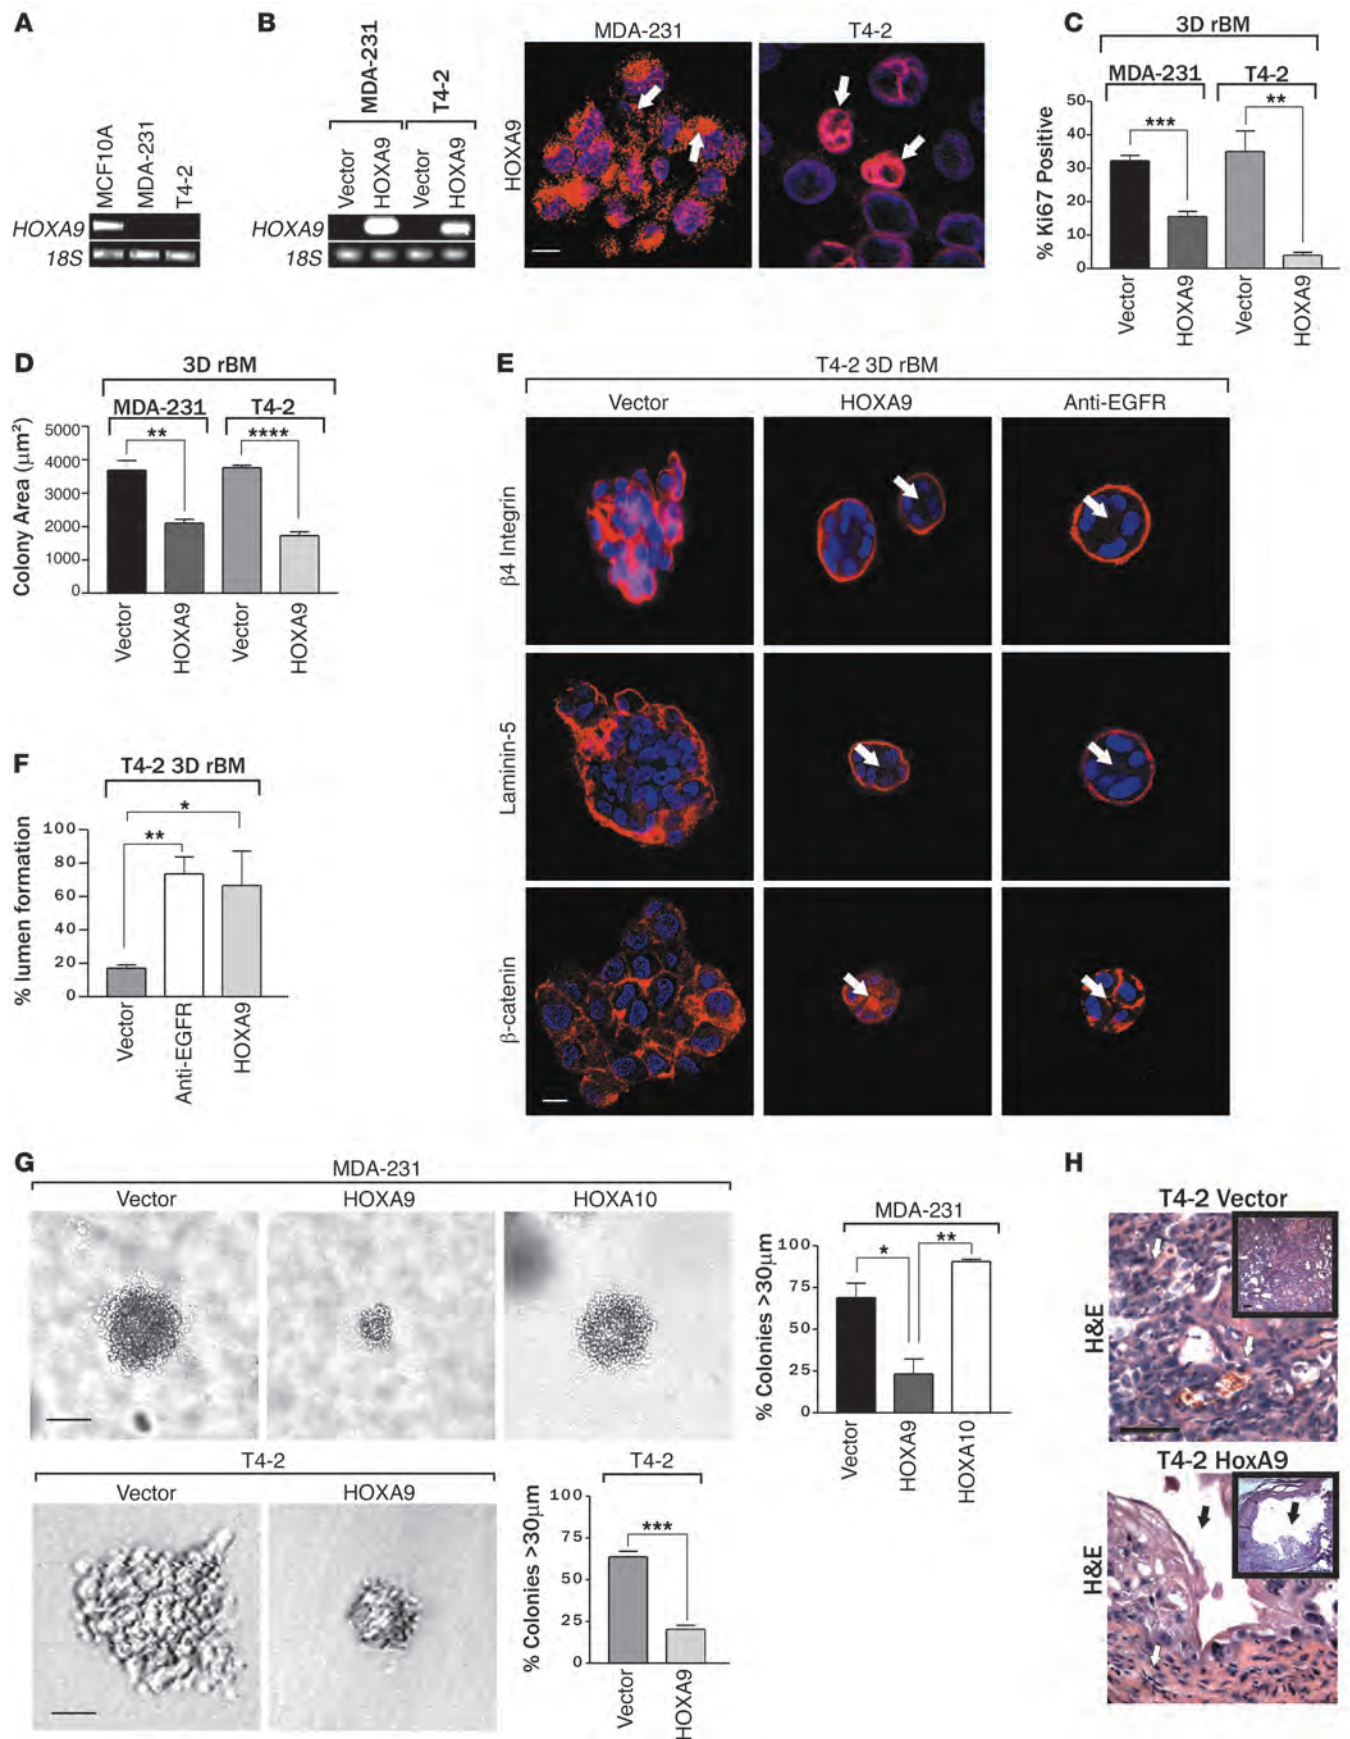 A
MCF10A
MDA-231
T4-2
HOXA9
18S
B
MDA-231
T4-2
Vector
HOXA9
Vector
HOXA9
HOXA9
18S
MDA-231
T4-2
HOXA9
C
3D rBM
MDA-231
T4-2
% Ki67 Positive
50
40
30
20
10
0
**
***
Vector
HOXA9
Vector
HOXA9
D
3D rBM
MDA-231
T4-2
Colony Area (μm²)
5000
4000
3000
2000
1000
0
**
****
Vector
HOXA9
Vector
HOXA9
E
T4-2 3D rBM
Vector
HOXA9
Anti-EGFR
β4 Integrin
Laminin-5
β-catenin
F
T4-2 3D rBM
% lumen formation
100
80
60
40
20
0
*
**
Vector
Anti-EGFR
HOXA9
G
MDA-231
Vector
HOXA9
HOXA10
MDA-231
% Colonies >30μm
100
75
50
25
0
*
**
Vector
HOXA9
HOXA10
T4-2
Vector
HOXA9
T4-2
% Colonies >30μm
100
75
50
25
0
***
Vector
HOXA9
H
T4-2 Vector
H&E
T4-2 HoxA9
H&E